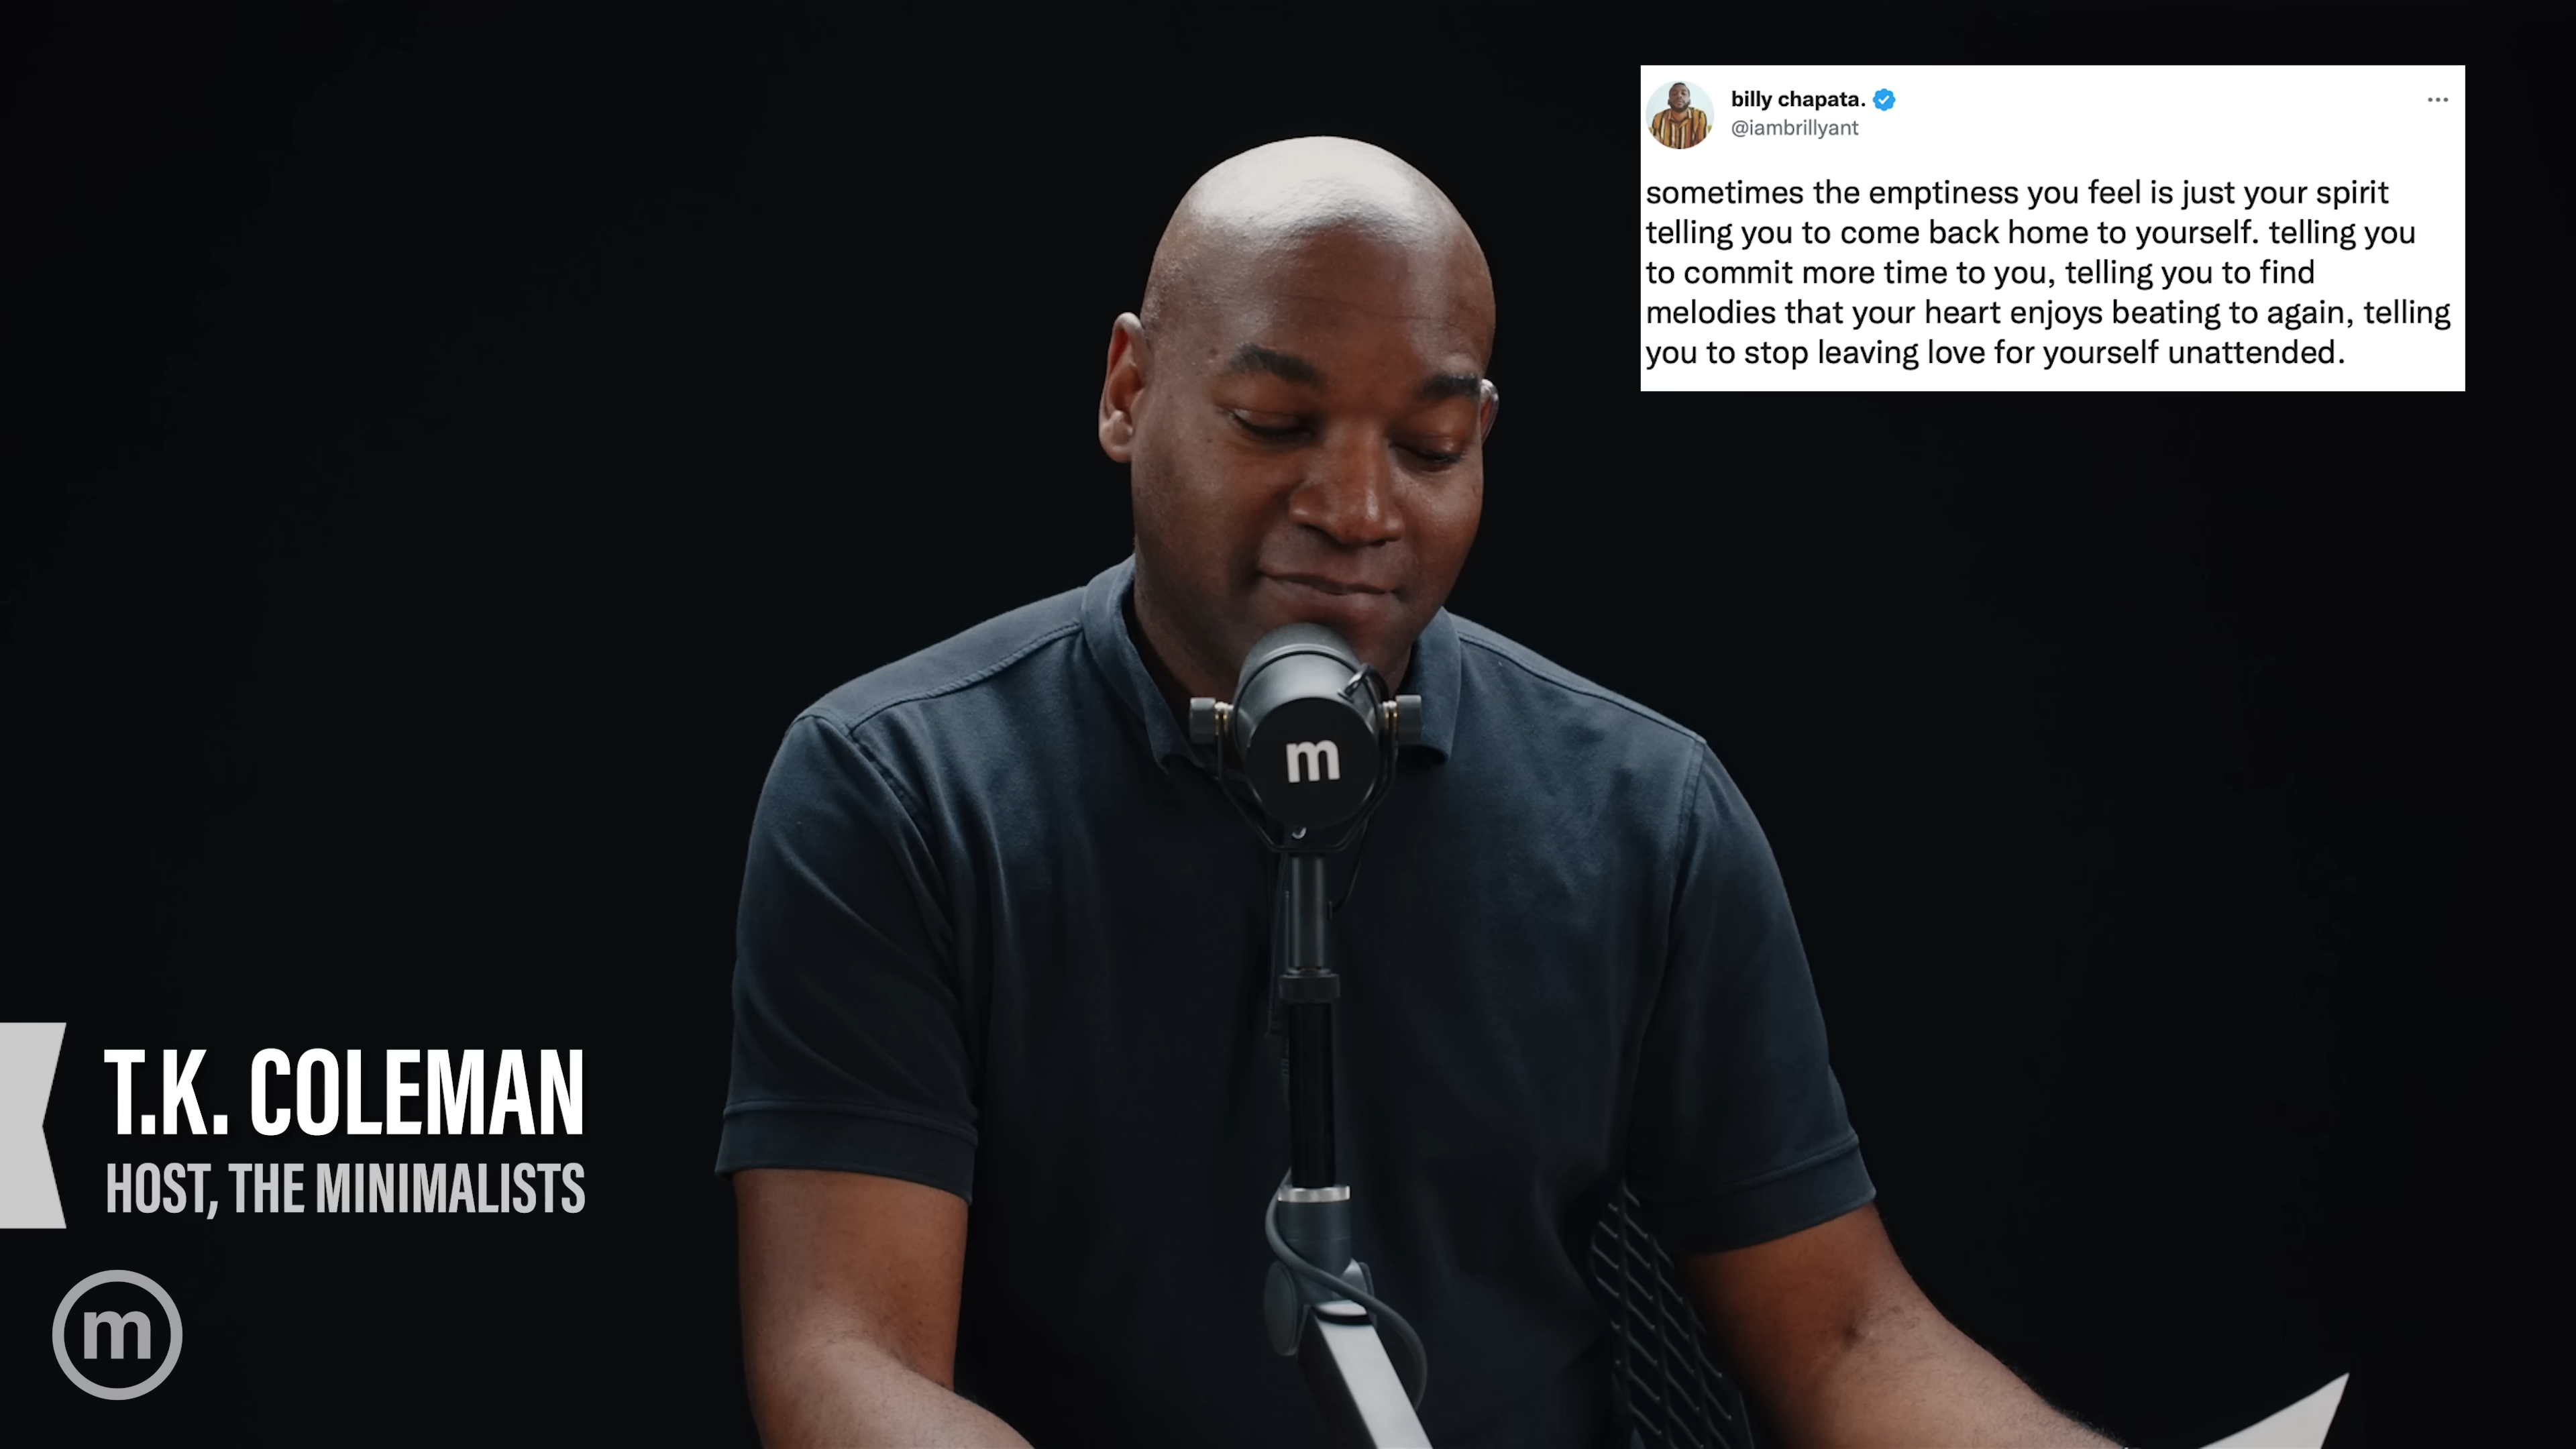 billy chapata.
@iambrillyant
sometimes the emptiness you feel is just your spirit
telling you to come back home to yourself. telling you
to commit more time to you, telling you to find
melodies that your heart enjoys beating to again, telling
you to stop leaving love for yourself unattended.
m
T.K. COLEMAN
HOST, THE MINIMALISTS
m